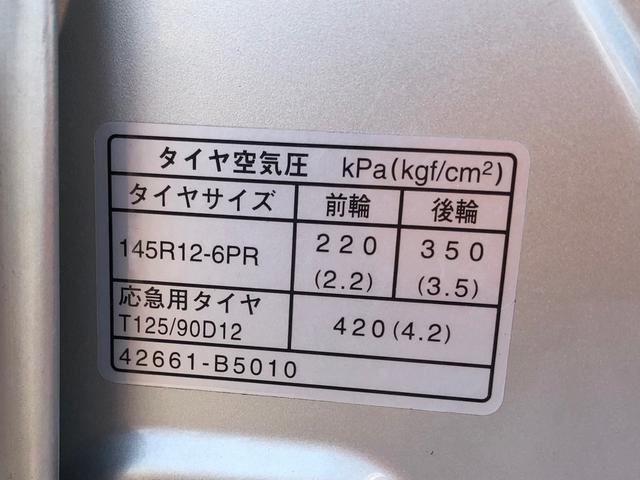 タイヤ空気圧 kPa(kgf/cm²)
タイヤサイズ 前輪 後輪
145R12-6PR 220 (2.2) 350 (3.5)
応急用タイヤ
T125/90D12 420(4.2)
42661-B5010